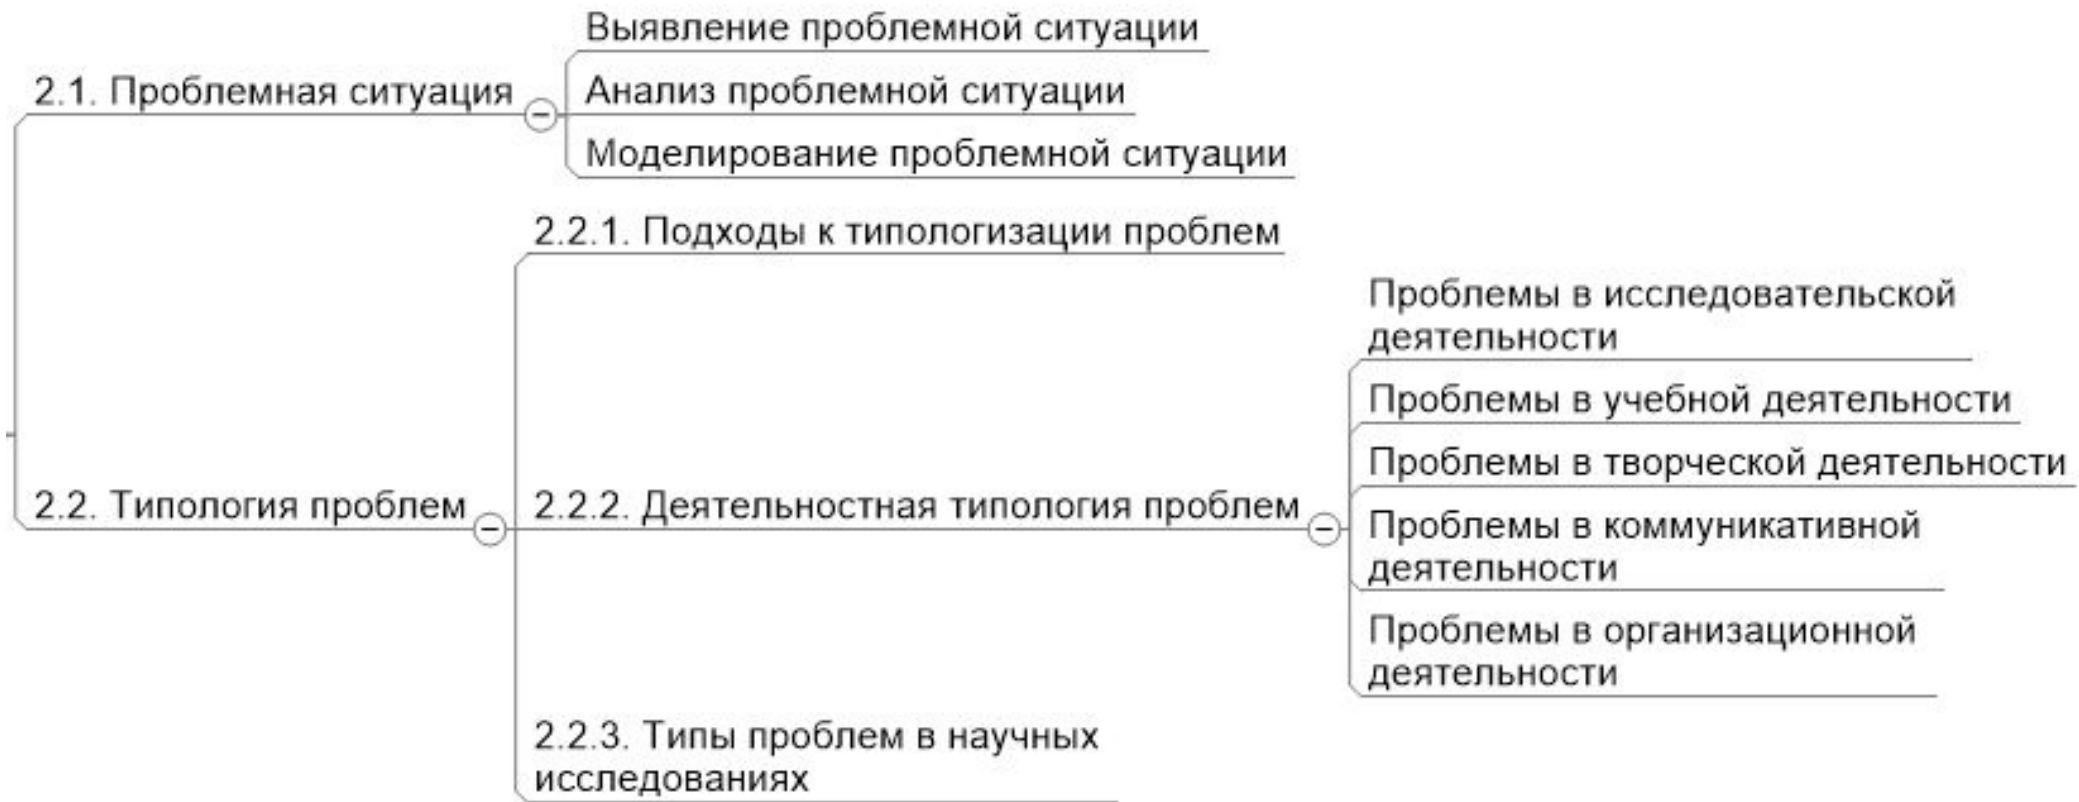 2.1. Проблемная ситуация
Выявление проблемной ситуации
Анализ проблемной ситуации
Моделирование проблемной ситуации
2.2. Типология проблем
2.2.1. Подходы к типологизации проблем
2.2.2. Деятельностная типология проблем
Проблемы в исследовательской
деятельности
Проблемы в учебной деятельности
Проблемы в творческой деятельности
Проблемы в коммуникативной
деятельности
Проблемы в организационной
деятельности
2.2.3. Типы проблем в научных
исследованиях